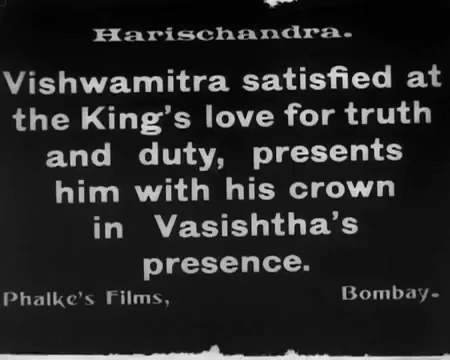 Harischandra.
Vishwamitra satisfied at
the King's love for truth
and duty, presents
him with his crown
in Vasishtha's
presence.
Phalke's Films, Bombay.